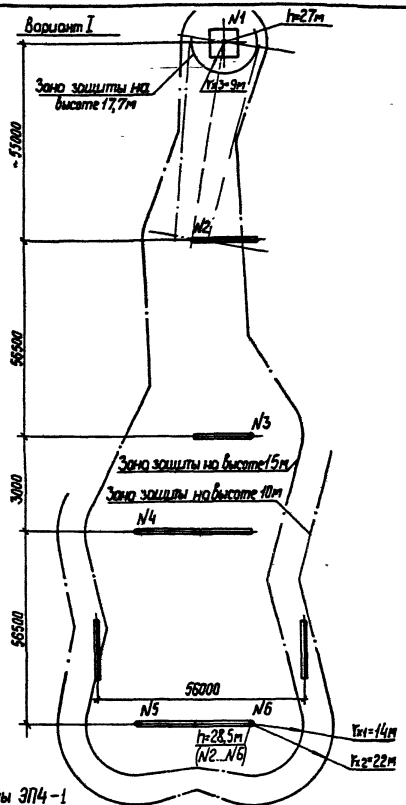 Вариант I
N1
h=27м
Зона защиты на
высоте 17,7м
rx3=9м
~55000
N2
56500
N3
Зона защиты на высоте 15м
Зона защиты на высоте 10м
3000
N4
56500
56000
N5
N6
h=28,5м
(N2...N6)
rx1=14м
rx2=22м
ы ЭП4-1